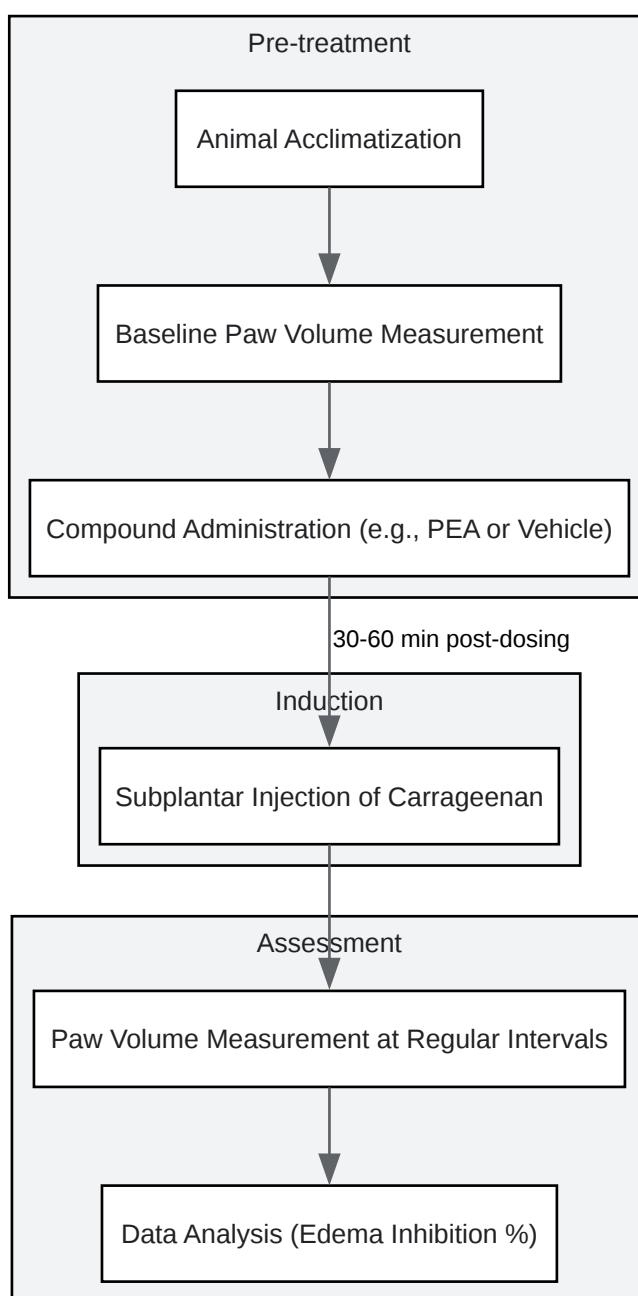 Pre-treatment
Animal Acclimatization
Baseline Paw Volume Measurement
Compound Administration (e.g., PEA or Vehicle)
30-60 min post-dosing
Induction
Subplantar Injection of Carrageenan
Assessment
Paw Volume Measurement at Regular Intervals
Data Analysis (Edema Inhibition %)